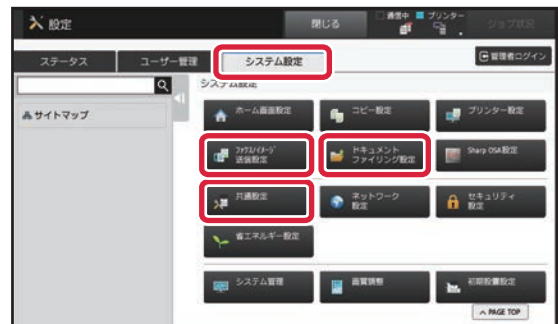 設定
閉じる
通信中
プリンター
ジョブ状況
ステータス
ユーザー管理
システム設定
管理者ログイン
システム設定
サイトマップ
ホーム画面設定
コピー設定
プリンター設定
ファクス/イメージ
送信設定
ドキュメント
ファイリング設定
Sharp OSA設定
共通設定
ネットワーク
設定
セキュリティ
設定
省エネルギー設定
システム管理
画質調整
初期設置設定
PAGE TOP